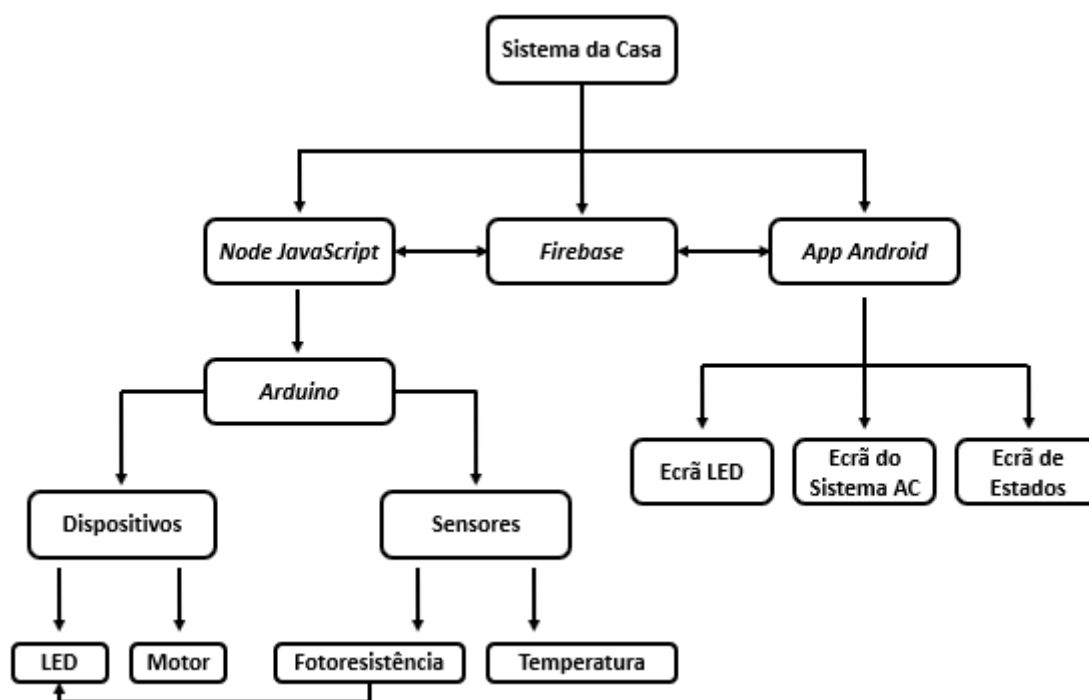 Sistema da Casa
Node JavaScript
Firebase
App Android
Arduino
Ecrã LED
Ecrã do
Sistema AC
Ecrã de
Estados
Dispositivos
Sensores
LED
Motor
Fotoresistência
Temperatura